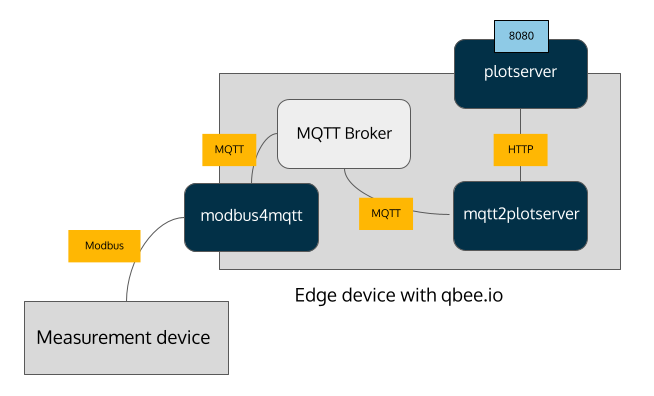 8080
plotserver
MQTT Broker
MQTT
HTTP
modbus4mqtt
MQTT
mqtt2plotserver
Modbus
Edge device with qbee.io
Measurement device